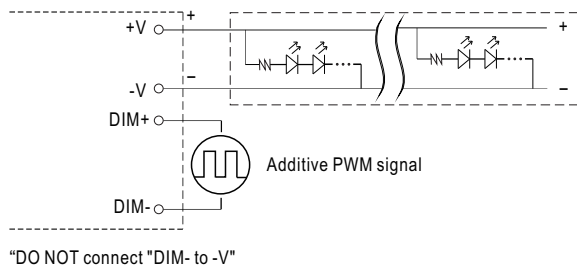 +V
+
+
-V
−
−
DIM+
Additive PWM signal
DIM-
“DO NOT connect "DIM- to -V"